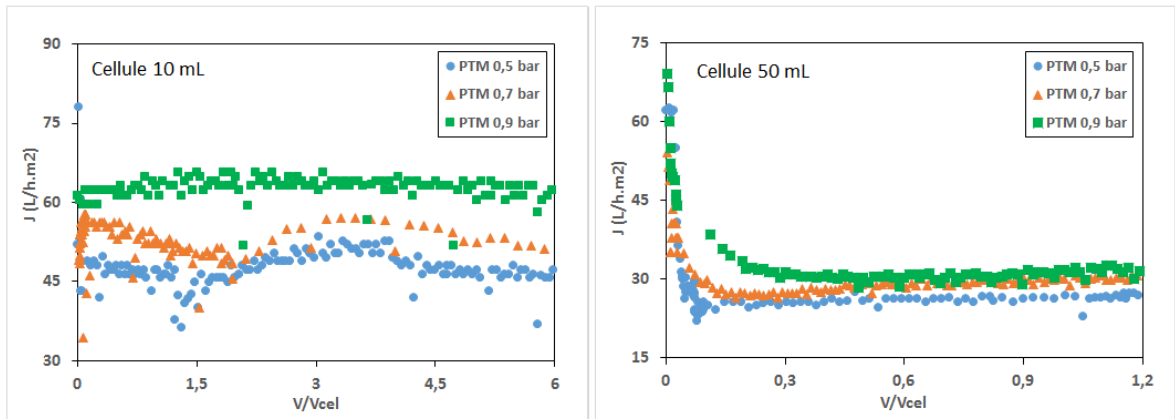 90
75
60
45
30
J (L/h.m2)
Cellule 10 mL
PTM 0,5 bar
PTM 0,7 bar
PTM 0,9 bar
0
1,5
3
4,5
6
V/Vcel
75
60
45
30
15
J (L/h.m2)
Cellule 50 mL
PTM 0,5 bar
PTM 0,7 bar
PTM 0,9 bar
0
0,3
0,6
0,9
1,2
V/Vcel